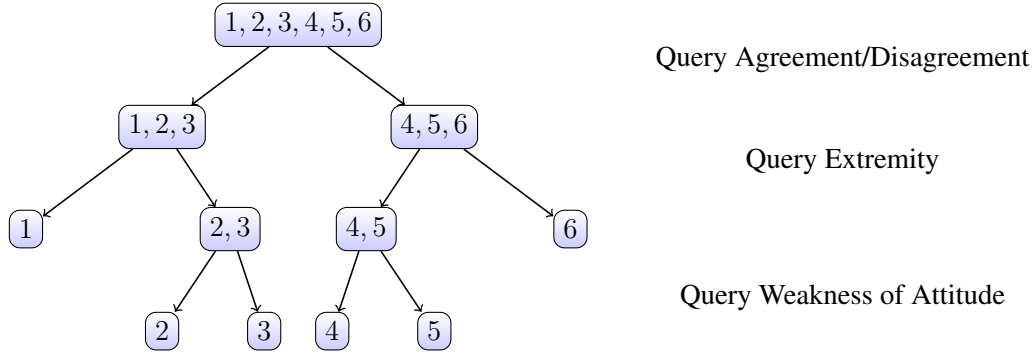 1, 2, 3, 4, 5, 6
Query Agreement/Disagreement
1, 2, 3
4, 5, 6
Query Extremity
1
2, 3
4, 5
6
2
3
4
5
Query Weakness of Attitude